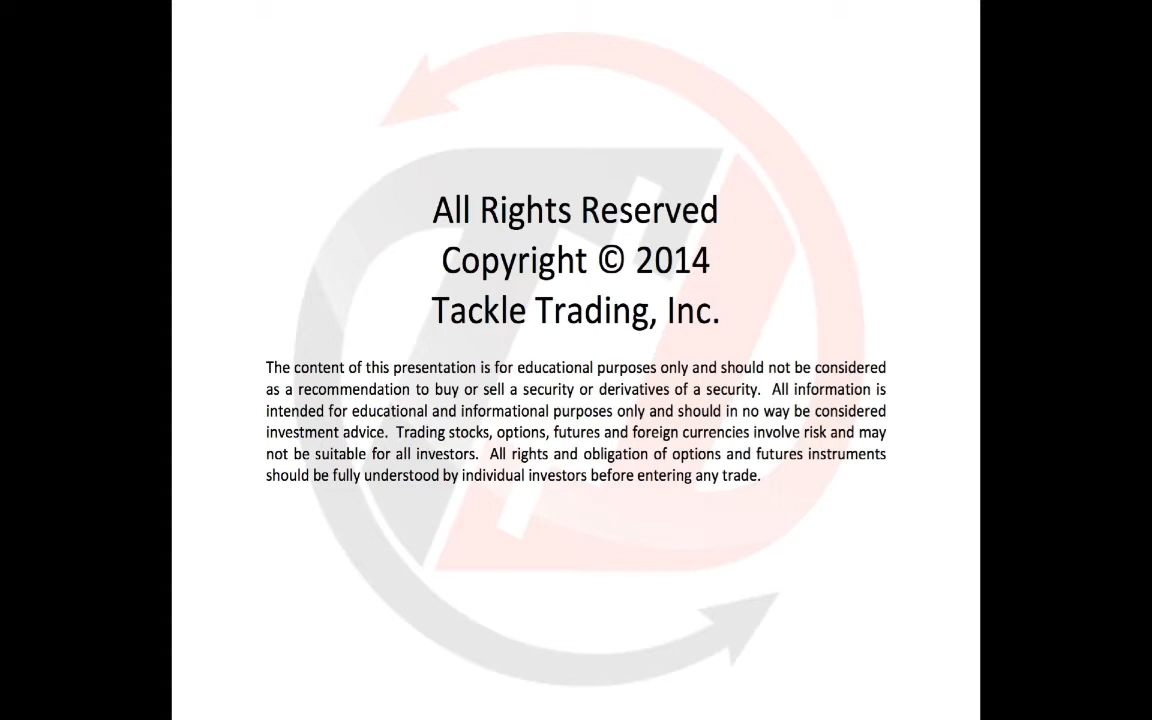 All Rights Reserved
Copyright © 2014
Tackle Trading, Inc.
The content of this presentation is for educational purposes only and should not be considered
as a recommendation to buy or sell a security or derivatives of a security.  All information is
intended for educational and informational purposes only and should in no way be considered
investment advice.  Trading stocks, options, futures and foreign currencies involve risk and may
not be suitable for all investors.  All rights and obligation of options and futures instruments
should be fully understood by individual investors before entering any trade.